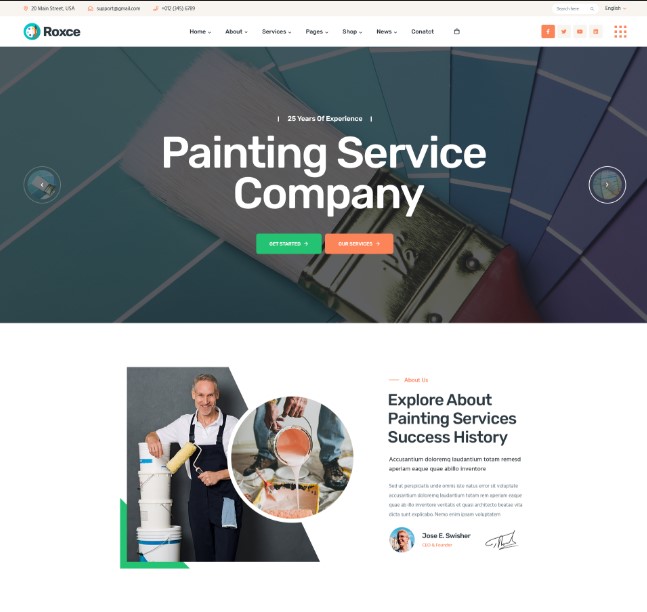 20 Main Street, USA
support@gmail.com
+012 (345) 6789
Search Here
English
Roxce
Home
About
Services
Pages
Shop
News
Conatct
25 Years Of Experience
Painting Service
Company
GET STARTED
OUR SERVICES
About Us
Explore About
Painting Services
Success History
Accusantium doloremq laudantium totam remesd
aperiam eaque quae abillo inventore
Sed ut perspiciatis unde omnis iste natus error sit voluptate
accusantium doloremq laudantium totam rem aperiam eaque
quae ab illo inventore veritatis et quasi architecto beatae vita
dicta sunt explicabo. Nemo enim ipsam voluptatem
Jose E. Swisher
CEO & Founder